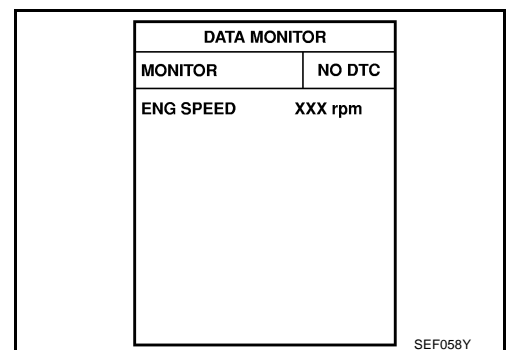 DATA MONITOR
MONITOR NO DTC
ENG SPEED XXX rpm
SEF058Y